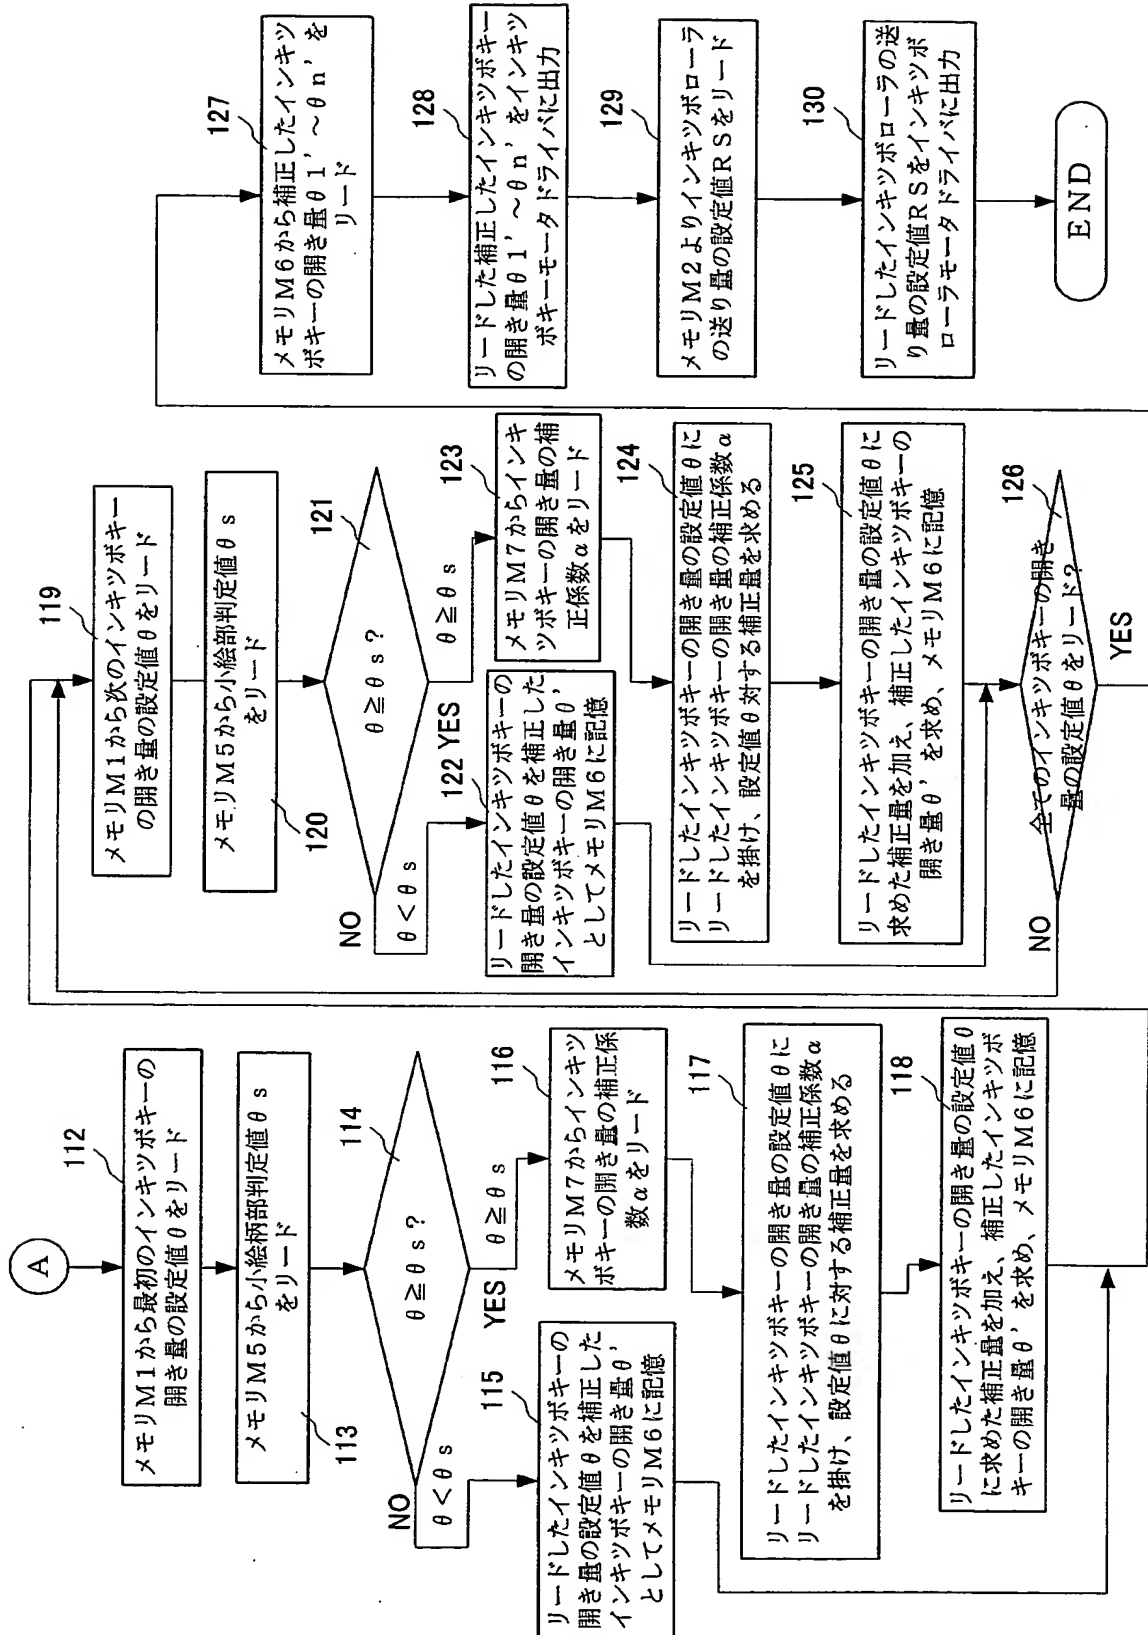 A
112
メモリM1から最初のインキツボキーの
開き量の設定値θをリード
メモリM5から小絵柄部判定値θs
をリード
113
114
θ≧θs?
NO
θ<θs
YES
θ≧θs
115
リードしたインキツボキーの
開き量の設定値θを補正した
インキツボキーの開き量θ'
としてメモリM6に記憶
116
メモリM7からインキツ
ボキーの開き量の補正係
数αをリード
117
リードしたインキツボキーの開き量の設定値θに
リードしたインキツボキーの開き量の補正係数α
を掛け、設定値θに対する補正量を求める
118
リードしたインキツボキーの開き量の設定値θ
に求めた補正量を加え、補正したインキツボ
キーの開き量θ'を求め、メモリM6に記憶
119
メモリM1から次のインキツボキー
の開き量の設定値θをリード
メモリM5から小絵部判定値θs
をリード
120
121
θ≧θs?
NO
θ<θs
122 YES
θ≧θs
リードしたインキツボキーの
開き量の設定値θを補正した
インキツボキーの開き量θ'
としてメモリM6に記憶
123
メモリM7からインキ
ツボキーの開き量の補
正係数αをリード
124
リードしたインキツボキーの開き量の設定値θに
リードしたインキツボキーの開き量の補正係数α
を掛け、設定値θ対する補正量を求める
125
リードしたインキツボキーの開き量の設定値θに
求めた補正量を加え、補正したインキツボキーの
開き量θ'を求め、メモリM6に記憶
126
全てのインキツボキーの開き
量の設定値θをリード?
NO
YES
127
メモリM6から補正したインキツ
ボキーの開き量θ1'~θn'を
リード
128
リードした補正したインキツボキー
の開き量θ1'~θn'をインキツ
ボキーモータドライバに出力
129
メモリM2よりインキツボローラ
の送り量の設定値RSをリード
130
リードしたインキツボローラの送
り量の設定値RSをインキツボ
ローラモータドライバに出力
END